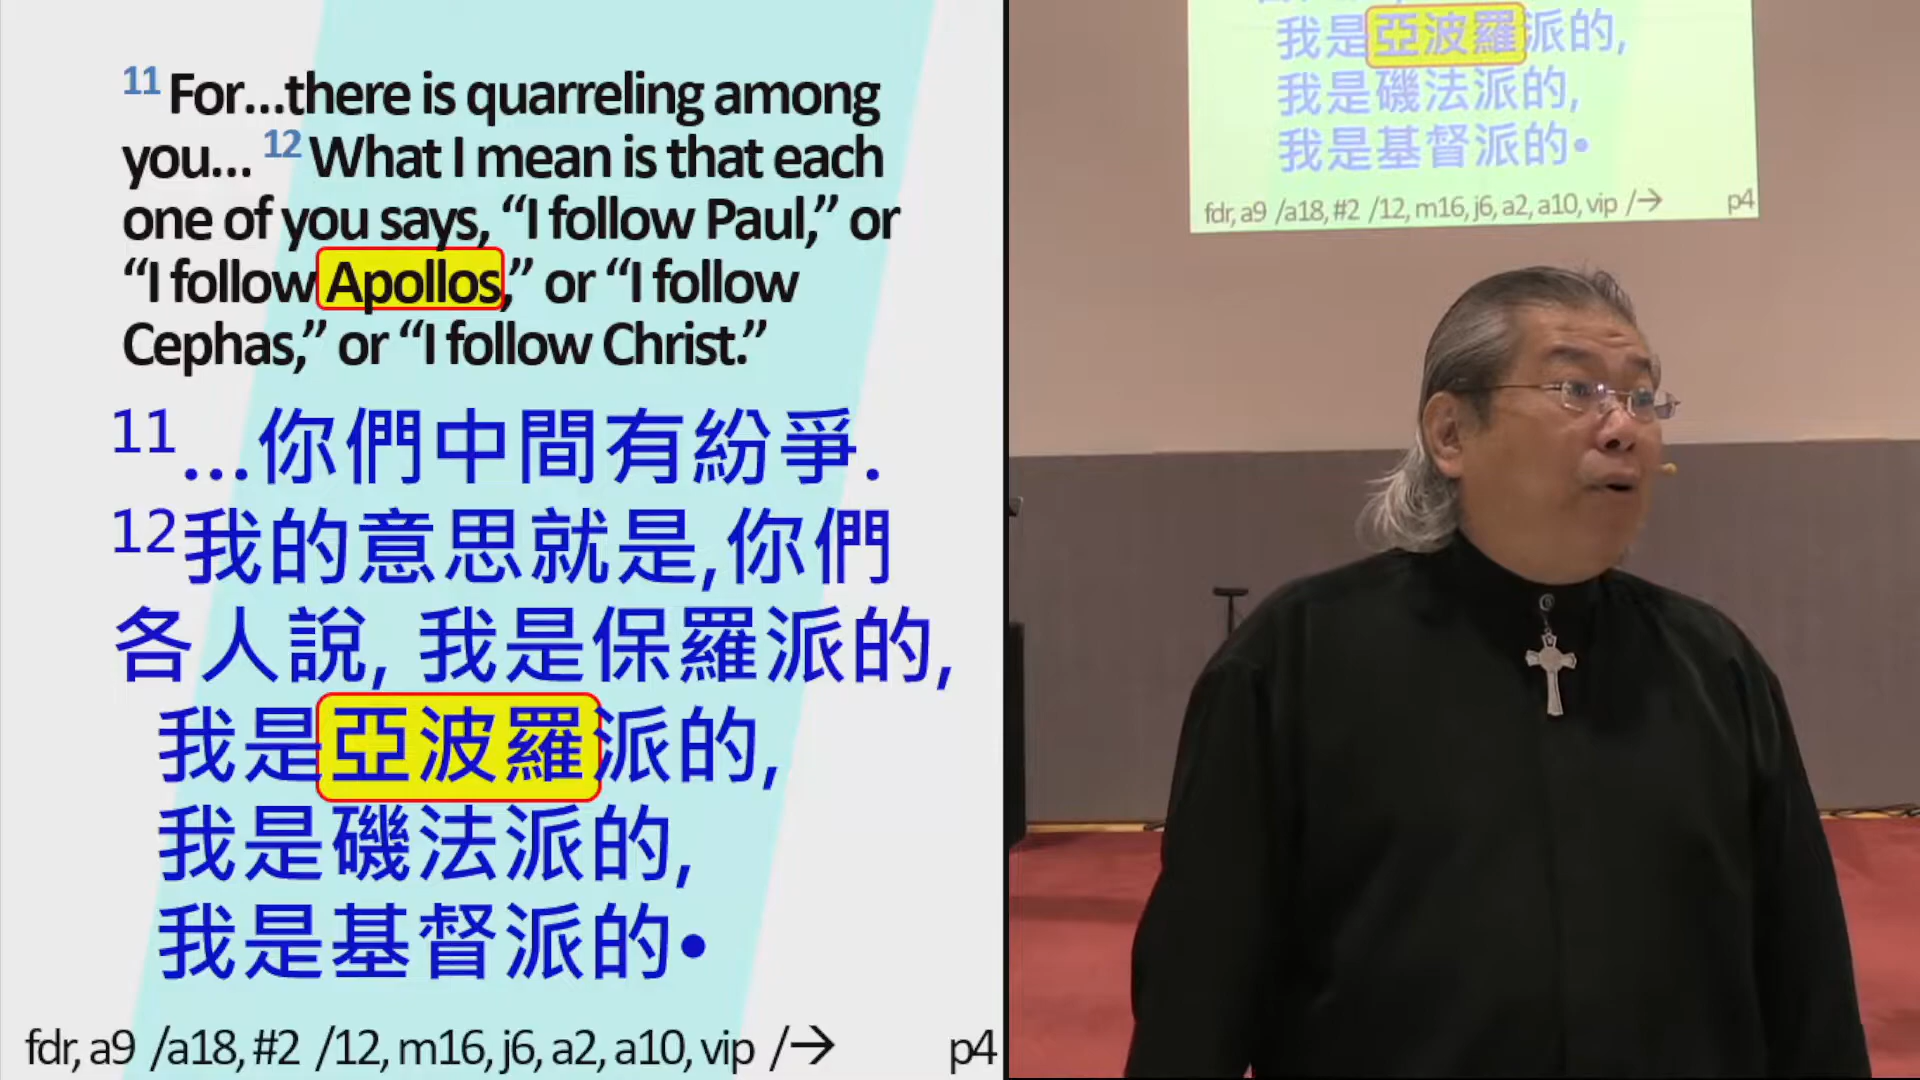 11 For...there is quarreling among
you... 12 What I mean is that each
one of you says, “I follow Paul,” or
“I follow Apollos,” or “I follow
Cephas,” or “I follow Christ.”
11...你們中間有紛爭.
12我的意思就是,你們
各人說, 我是保羅派的,
我是亞波羅派的,
我是磯法派的,
我是基督派的•
fdr, a9 /a18, #2 /12, m16, j6, a2, a10, vip /→ p4
我是亞波羅派的,
我是磯法派的,
我是基督派的•
fdr, a9 /a18, #2 /12, m16, j6, a2, a10, vip /→ p4